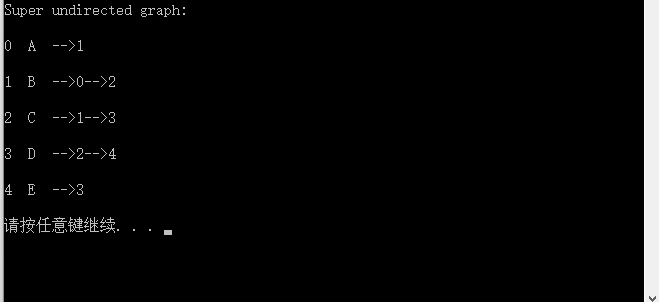 Super undirected graph:
0  A  -->1
1  B  -->0-->2
2  C  -->1-->3
3  D  -->2-->4
4  E  -->3
请按任意键继续. . .